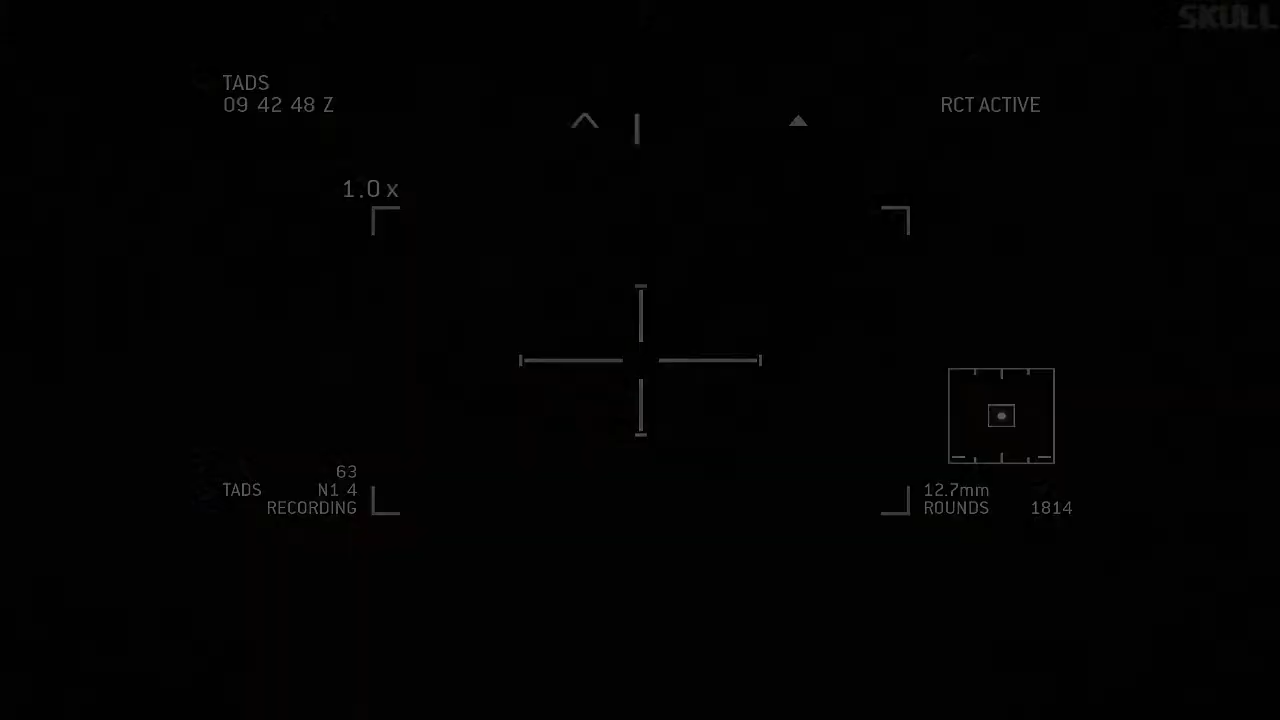 SKULL
TADS
09 42 48 Z
RCT ACTIVE
1.0 x
63
TADS N1 4
RECORDING
12.7mm
ROUNDS 1814